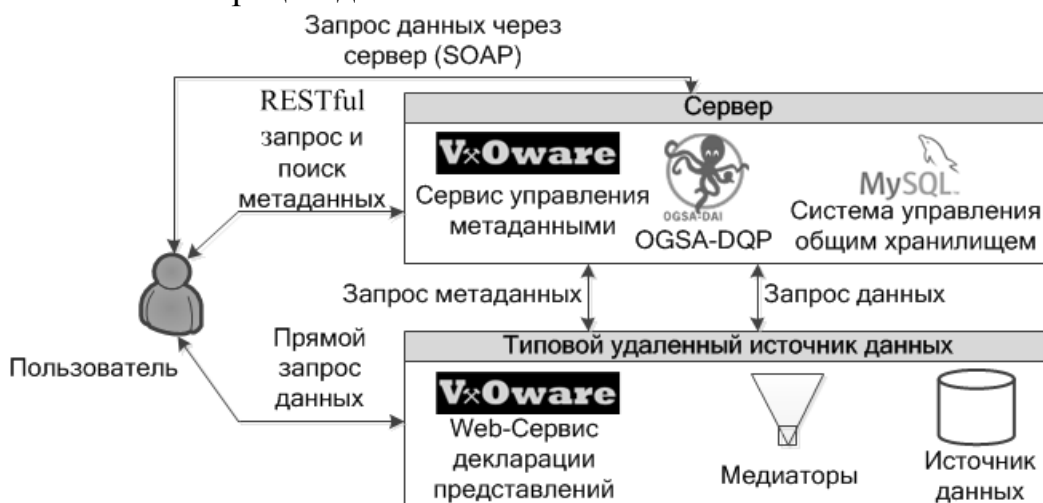 Запрос данных через
сервер (SOAP)
RESTful
запрос и
поиск
метаданных
Сервер
VxOware
Сервис управления
метаданными
OGSA-DAI
OGSA-DQP
MySQL
Система управления
общим хранилищем
Запрос метаданных
Запрос данных
Пользователь
Прямой
запрос
данных
Типовой удаленный источник данных
VxOware
Web-Сервис
декларации
представлений
Медиаторы
Источник
данных